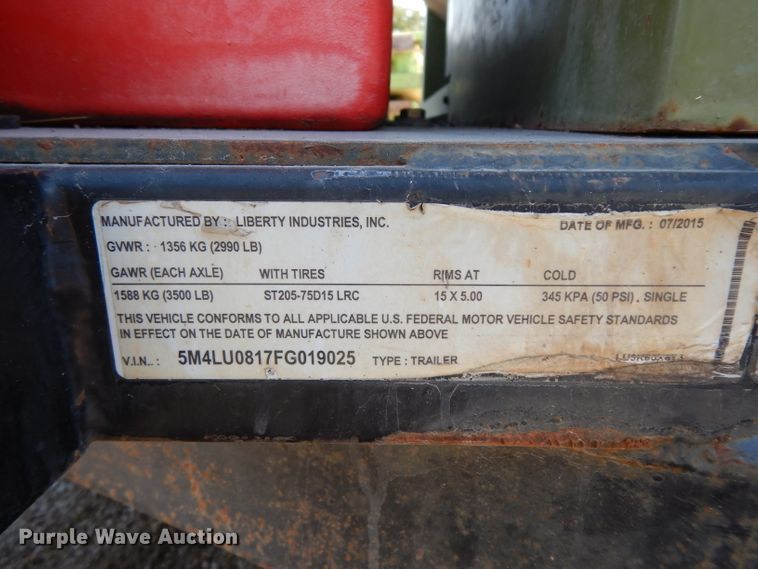 MANUFACTURED BY : LIBERTY INDUSTRIES, INC. DATE OF MFG. : 07/2015
GVWR : 1356 KG (2990 LB)
GAWR (EACH AXLE) WITH TIRES RIMS AT COLD
1588 KG (3500 LB) ST205-75D15 LRC 15 X 5.00 345 KPA (50 PSI) , SINGLE
THIS VEHICLE CONFORMS TO ALL APPLICABLE U.S. FEDERAL MOTOR VEHICLE SAFETY STANDARDS
IN EFFECT ON THE DATE OF MANUFACTURE SHOWN ABOVE
V.I.N.. : 5M4LU0817FG019025 TYPE : TRAILER
Purple Wave Auction